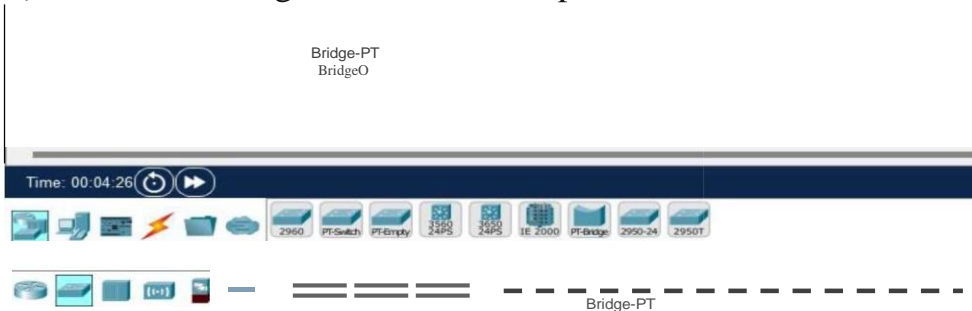 Bridge-PT
BridgeO
Time: 00:04:26
2960 PT-Switch PT-Empty 3560 24PS 3650 24PS IE 2000 PT-Bridge 2950-24 2950T
Bridge-PT